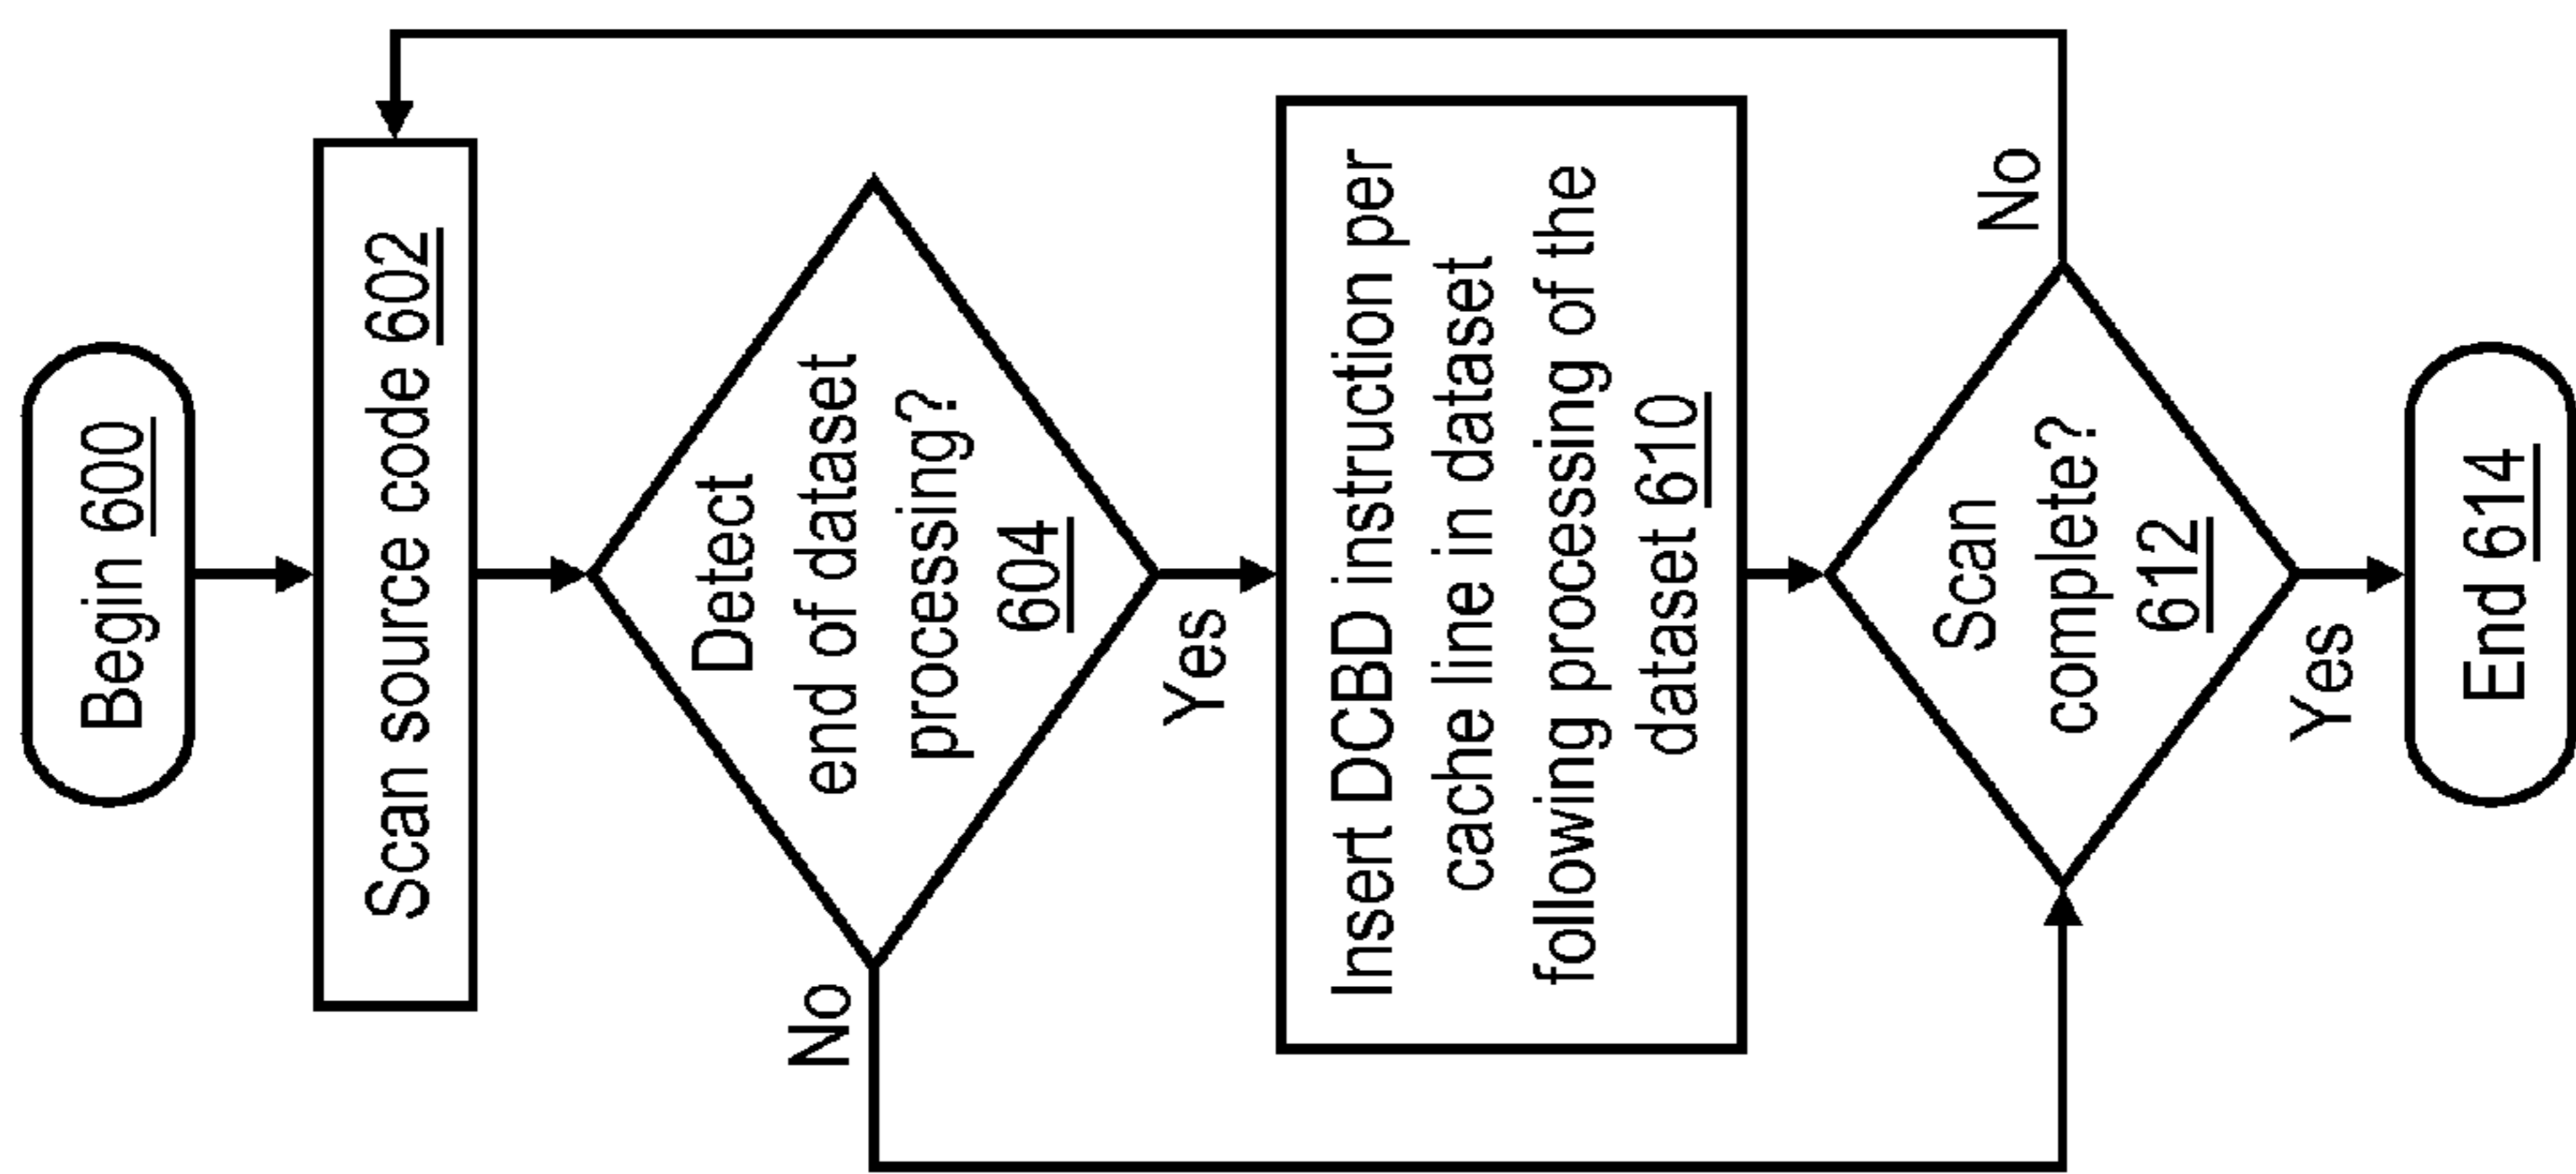 Begin 600
Scan source code 602
Detect
end of dataset
processing?
604
No
Yes
Insert DCBD instruction per
cache line in dataset
following processing of the
dataset 610
Scan
complete?
612
No
Yes
End 614